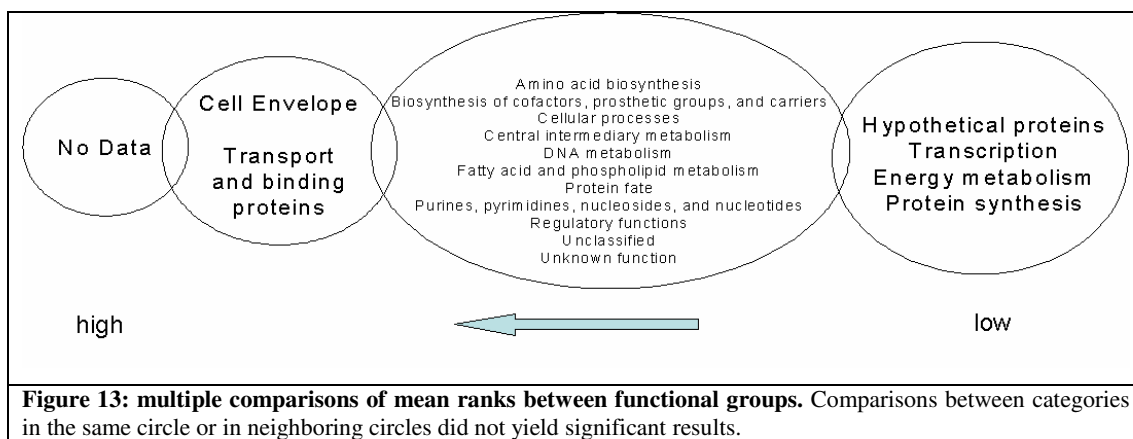 No Data
Cell Envelope
Transport
and binding
proteins
Amino acid biosynthesis
Biosynthesis of cofactors, prosthetic groups, and carriers
Cellular processes
Central intermediary metabolism
DNA metabolism
Fatty acid and phospholipid metabolism
Protein fate
Purines, pyrimidines, nucleosides, and nucleotides
Regulatory functions
Unclassified
Unknown function
Hypothetical proteins
Transcription
Energy metabolism
Protein synthesis
high
low
Figure 13: multiple comparisons of mean ranks between functional groups. Comparisons between categories
in the same circle or in neighboring circles did not yield significant results.